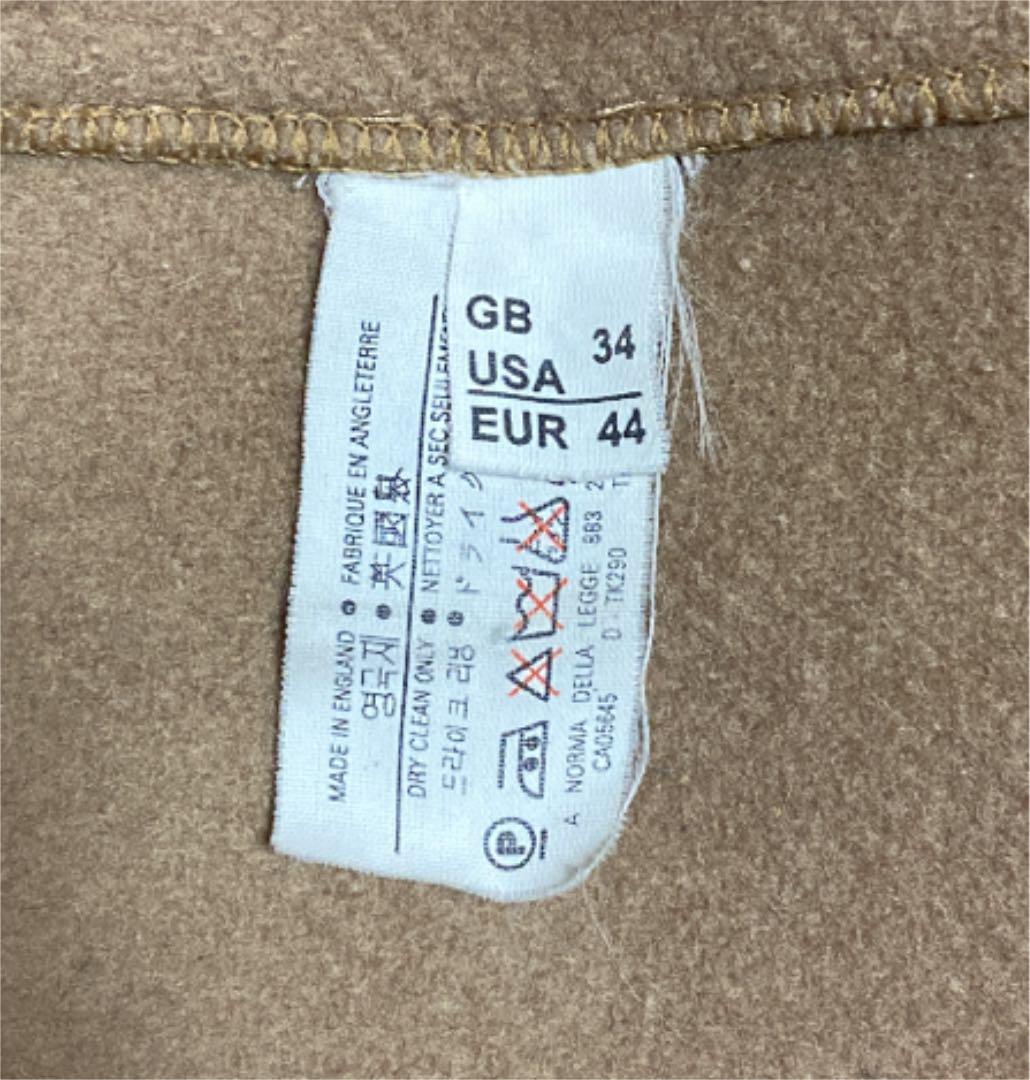 GB
USA 34
EUR 44
MADE IN ENGLAND ● FABRIQUE EN ANGLETERRE
영국제 ● 英國製
DRY CLEAN ONLY ● NETTOYER A SEC SEULEMENT
드라이크리닝 ● ドライク
A NORMA DELLA LEGGE 883 2
CA05645 D TK290